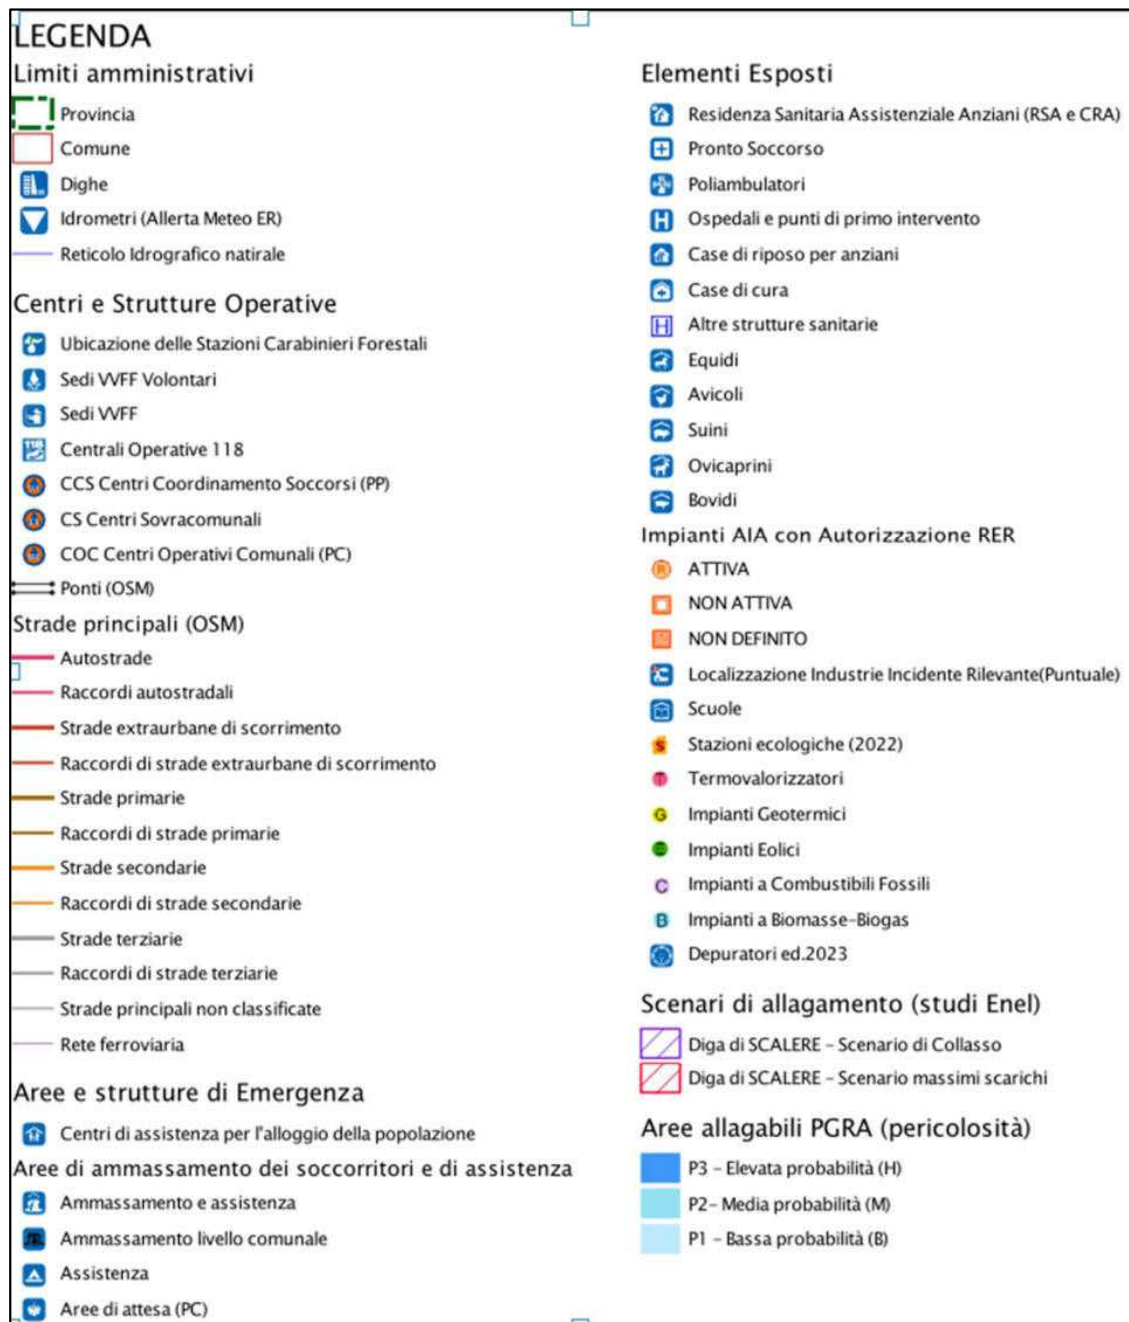 LEGENDA
Limiti amministrativi
Provincia
Comune
Dighe
Idrometri (Allerta Meteo ER)
Reticolo Idrografico natirale
Centri e Strutture Operative
Ubicazione delle Stazioni Carabinieri Forestali
Sedi VVFF Volontari
Sedi VVFF
Centrali Operative 118
CCS Centri Coordinamento Soccorsi (PP)
CS Centri Sovracomunali
COC Centri Operativi Comunali (PC)
Ponti (OSM)
Strade principali (OSM)
Autostrade
Raccordi autostradali
Strade extraurbane di scorrimento
Raccordi di strade extraurbane di scorrimento
Strade primarie
Raccordi di strade primarie
Strade secondarie
Raccordi di strade secondarie
Strade terziarie
Raccordi di strade terziarie
Strade principali non classificate
Rete ferroviaria
Aree e strutture di Emergenza
Centri di assistenza per l'alloggio della popolazione
Aree di ammassamento dei soccorritori e di assistenza
Ammassamento e assistenza
Ammassamento livello comunale
Assistenza
Aree di attesa (PC)
Elementi Esposti
Residenza Sanitaria Assistenziale Anziani (RSA e CRA)
Pronto Soccorso
Poliambulatori
H Ospedali e punti di primo intervento
Case di riposo per anziani
Case di cura
H Altre strutture sanitarie
Equidi
Avicoli
Suini
Ovicaprini
Bovidi
Impianti AIA con Autorizzazione RER
R ATTIVA
NON ATTIVA
NON DEFINITO
Localizzazione Industrie Incidente Rilevante(Puntuale)
Scuole
S Stazioni ecologiche (2022)
T Termovalorizzatori
G Impianti Geotermici
Impianti Eolici
C Impianti a Combustibili Fossili
B Impianti a Biomasse-Biogas
Depuratori ed.2023
Scenari di allagamento (studi Enel)
Diga di SCALERE - Scenario di Collasso
Diga di SCALERE - Scenario massimi scarichi
Aree allagabili PGRA (pericolosità)
P3 - Elevata probabilità (H)
P2- Media probabilità (M)
P1 - Bassa probabilità (B)